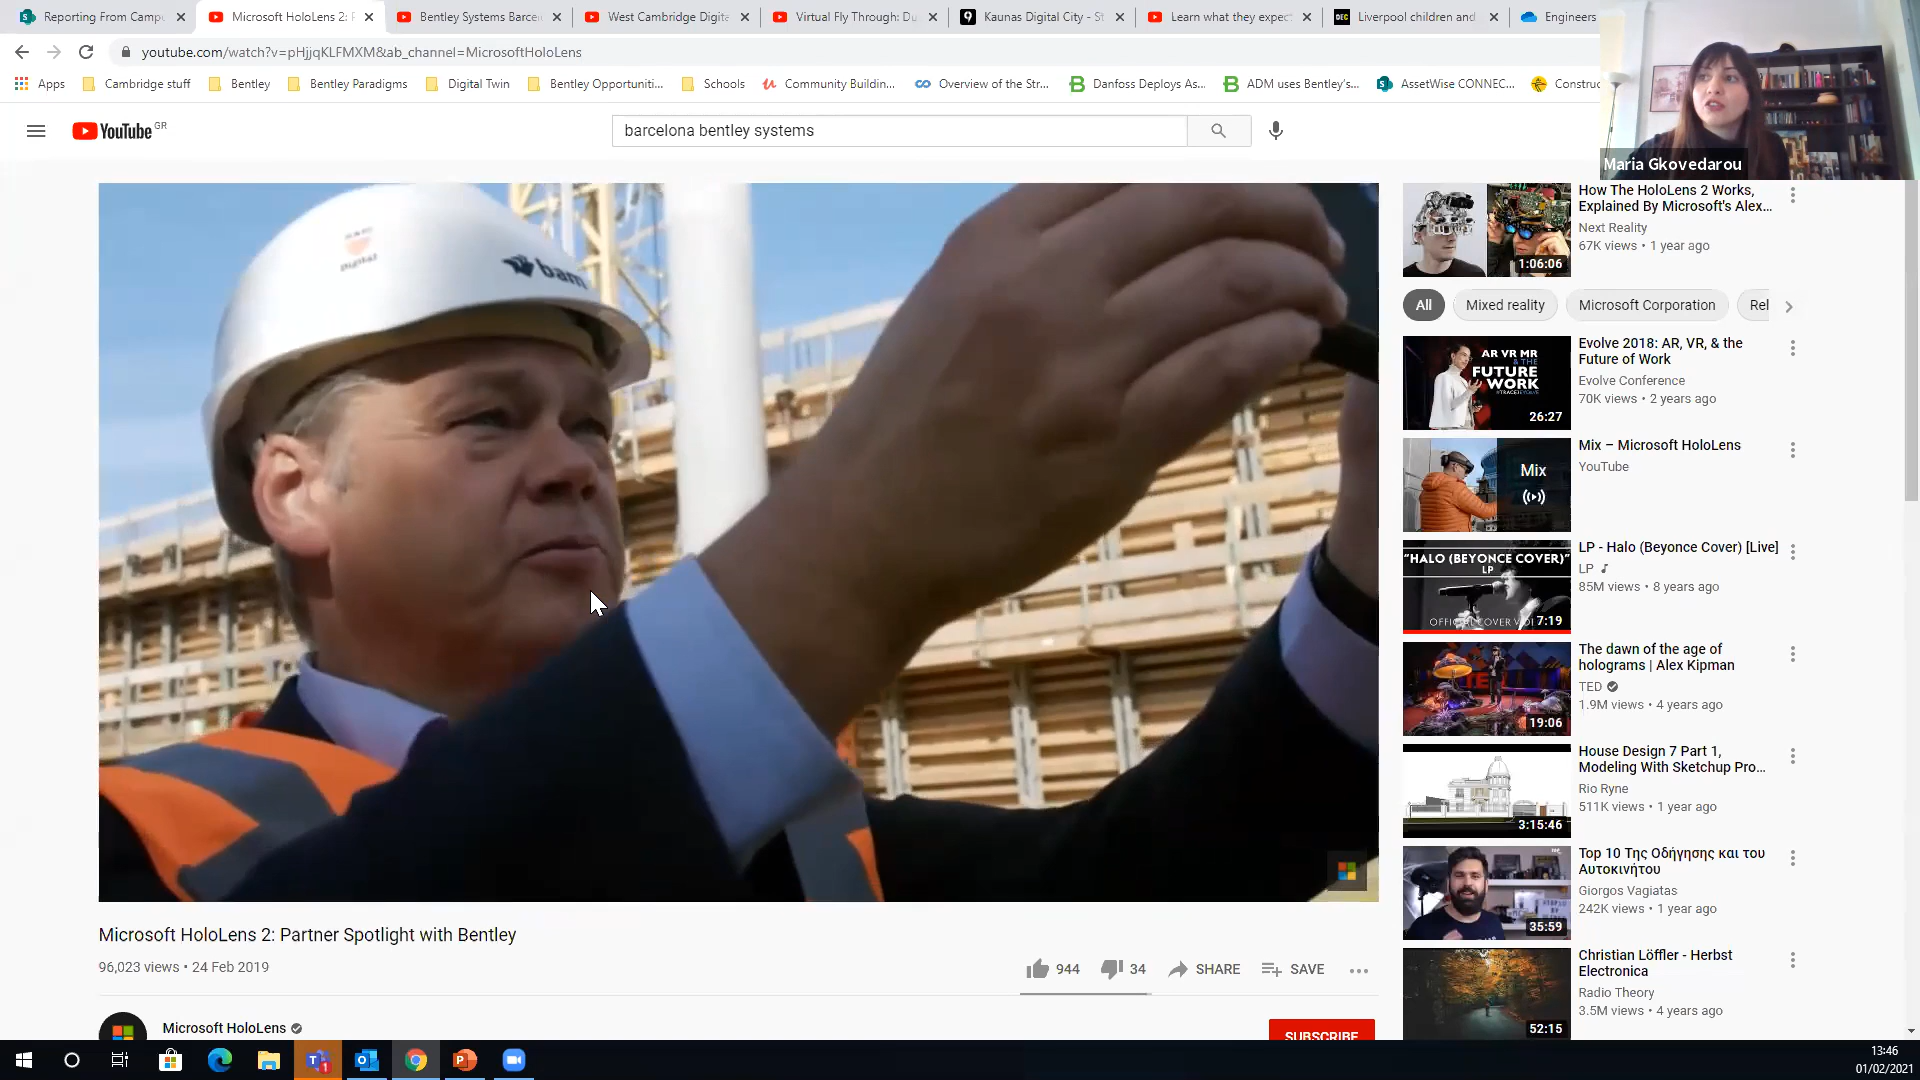 Reporting From Camp
Microsoft HoloLens 2: P
Bentley Systems Barce
West Cambridge Digita
Virtual Fly Through: Du
Kaunas Digital City - St
Learn what they expec
DEC
Liverpool children and
Engineers
youtube.com/watch?v=pHjjqKLFMXM&ab_channel=MicrosoftHoloLens
Apps
Cambridge stuff
Bentley
Bentley Paradigms
Digital Twin
Bentley Opportuniti...
Schools
Community Buildin...
Overview of the Str...
Danfoss Deploys As...
ADM uses Bentley's...
AssetWise CONNEC...
Construc
Maria Gkovedarou
YouTube GR
barcelona bentley systems
Digital
bam
How The HoloLens 2 Works,
Explained By Microsoft's Alex...
Next Reality
67K views • 1 year ago
1:06:06
All
Mixed reality
Microsoft Corporation
Rel
AR VR MR
& THE
FUTURE
WORK
26:27
Evolve 2018: AR, VR, & the
Future of Work
Evolve Conference
70K views • 2 years ago
Mix
Mix – Microsoft HoloLens
YouTube
"HALO (BEYONCE COVER)"
LP
7:19
LP - Halo (Beyonce Cover) [Live]
LP
85M views • 8 years ago
19:06
The dawn of the age of
holograms | Alex Kipman
TED
1.9M views • 4 years ago
3:15:46
House Design 7 Part 1,
Modeling With Sketchup Pro...
Rio Ryne
511K views • 1 year ago
35:59
Top 10 Της Οδήγησης και του
Αυτοκινήτου
Giorgos Vagiatas
242K views • 1 year ago
52:15
Christian Löffler - Herbst
Electronica
Radio Theory
3.5M views • 4 years ago
Microsoft HoloLens 2: Partner Spotlight with Bentley
96,023 views • 24 Feb 2019
944
34
SHARE
SAVE
Microsoft HoloLens
SUBSCRIBE
13:46
01/02/2021